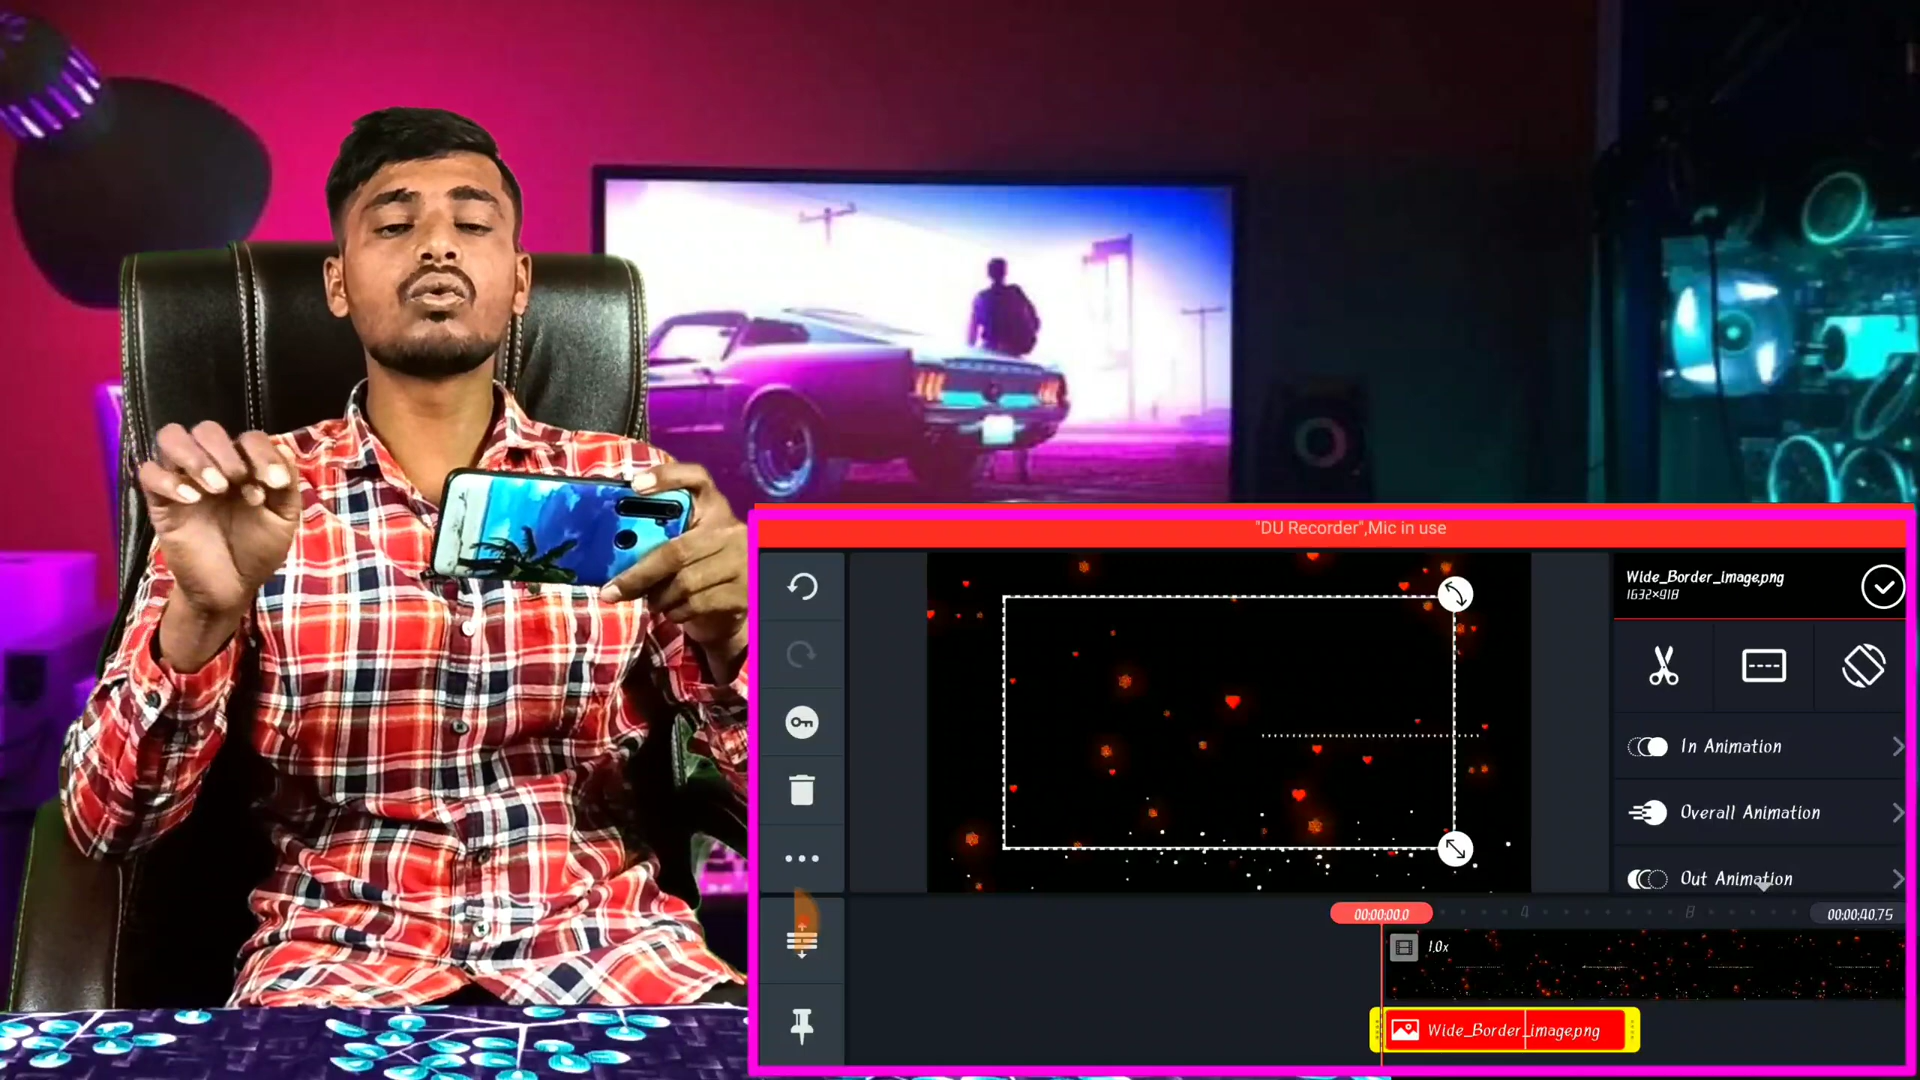 "DU Recorder",Mic in use
Wide_Border_image.png
1632×918
In Animation
Overall Animation
Out Animation
00:00:00.0
4
8
00:00:40.75
1.0x
Wide_Border_image.png